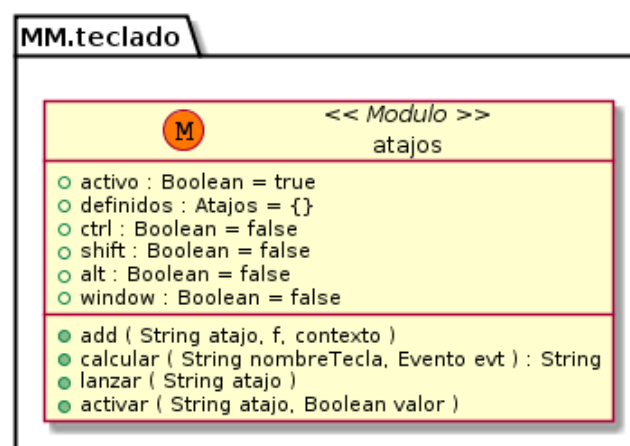 MM.teclado
M
<< Modulo >>
atajos
activo : Boolean = true
definidos : Atajos = {}
ctrl : Boolean = false
shift : Boolean = false
alt : Boolean = false
window : Boolean = false
add ( String atajo, f, contexto )
calcular ( String nombreTecla, Evento evt ) : String
lanzar ( String atajo )
activar ( String atajo, Boolean valor )